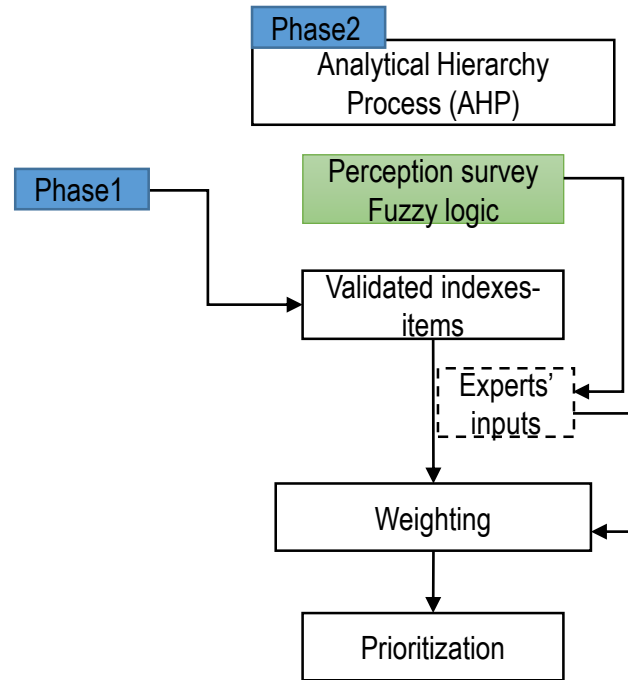 Phase2
Analytical Hierarchy
Process (AHP)
Perception survey
Fuzzy logic
Phase1
Validated indexes-
items
Experts’
inputs
Weighting
Prioritization